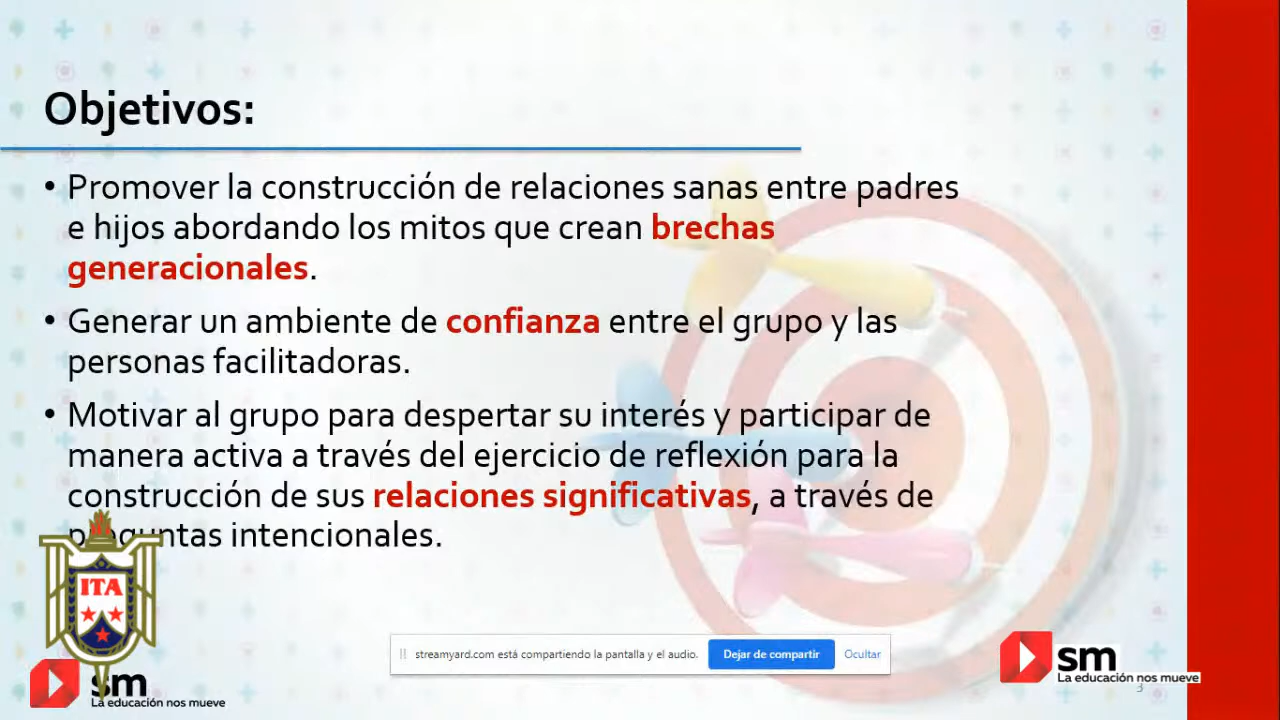 Objetivos:
• Promover la construcción de relaciones sanas entre padres
e hijos abordando los mitos que crean brechas
generacionales.
• Generar un ambiente de confianza entre el grupo y las
personas facilitadoras.
• Motivar al grupo para despertar su interés y participar de
manera activa a través del ejercicio de reflexión para la
construcción de sus relaciones significativas, a través de
preguntas intencionales.
ITA
streamyard.com está compartiendo la pantalla y el audio. Dejar de compartir Ocultar
sm
La educación nos mueve
3
sm
La educación nos mueve